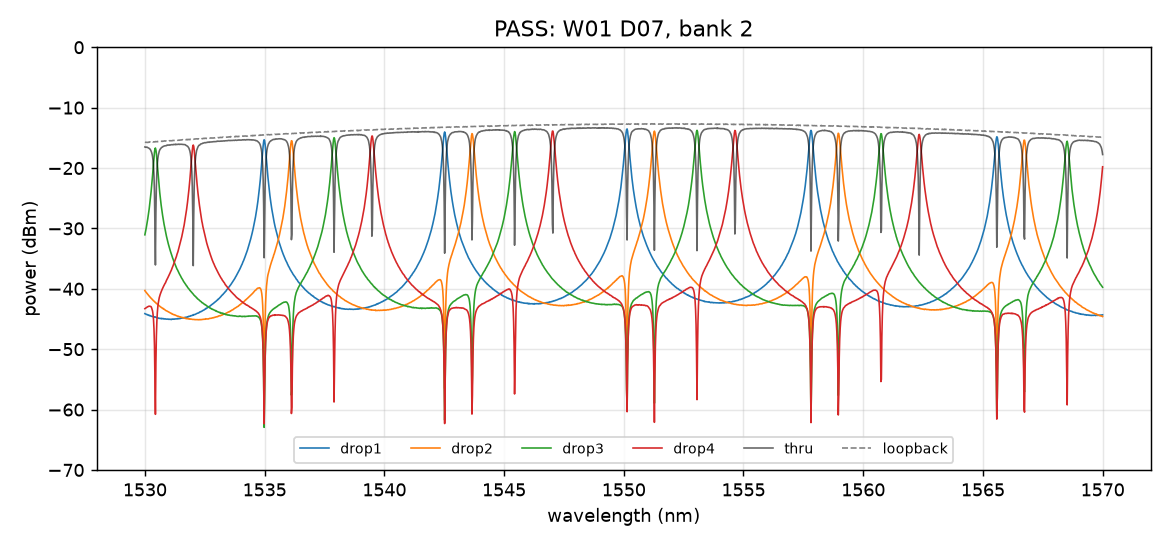 PASS: W01 D07, bank 2
power (dBm)
0
−10
−20
−30
−40
−50
−60
−70
drop1 drop2 drop3 drop4 thru loopback
1530 1535 1540 1545 1550 1555 1560 1565 1570
wavelength (nm)